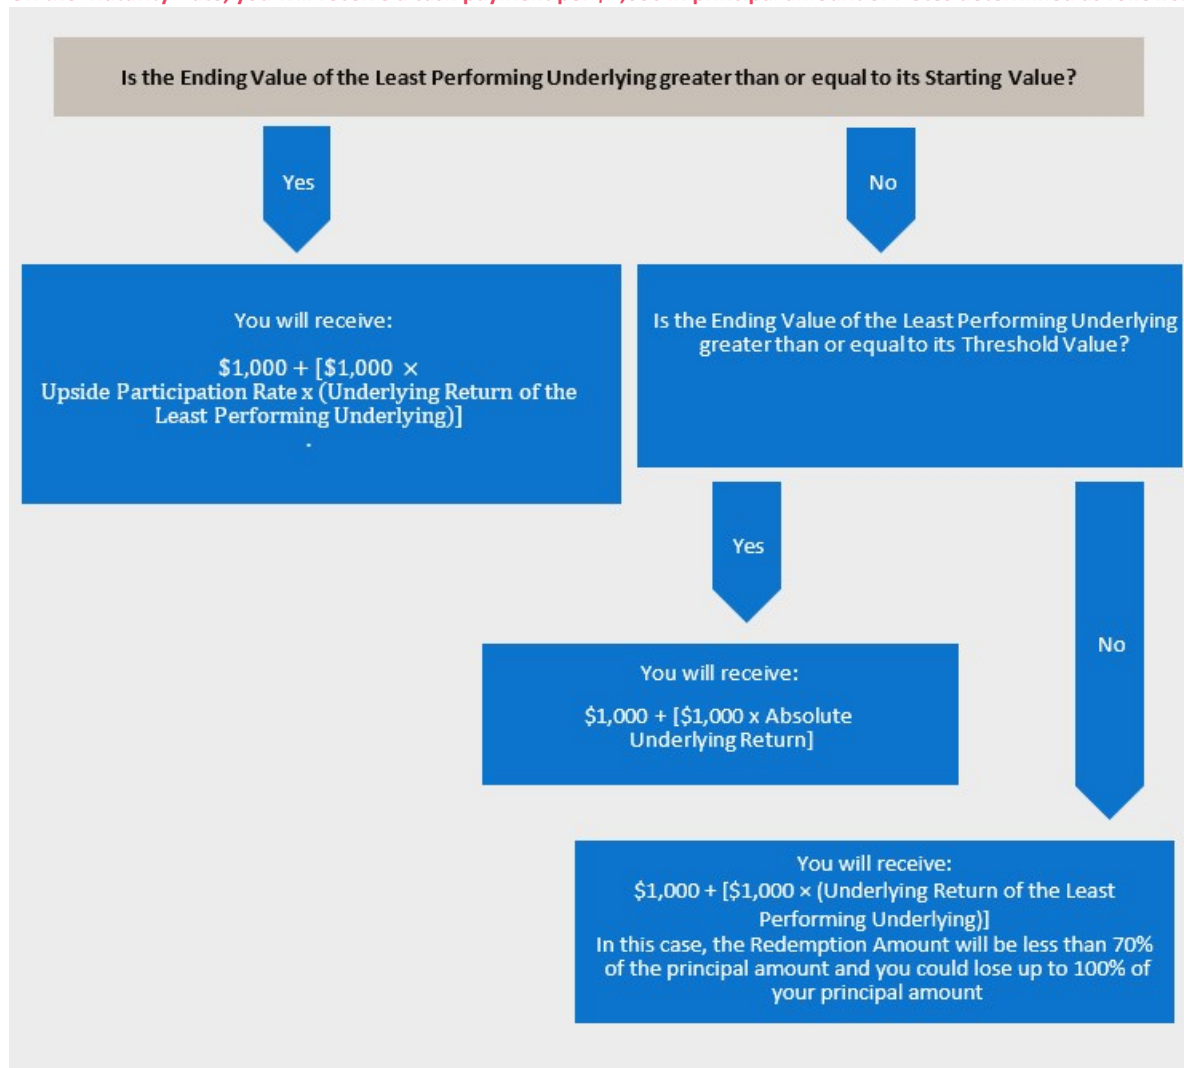 Is the Ending Value of the Least Performing Underlying greater than or equal to its Starting Value?
Yes
No
You will receive:
$1,000 + [$1,000 ×
Upside Participation Rate x (Underlying Return of the
Least Performing Underlying)]
.
Is the Ending Value of the Least Performing Underlying
greater than or equal to its Threshold Value?
Yes
No
You will receive:
$1,000 + [$1,000 x Absolute
Underlying Return]
You will receive:
$1,000 + [$1,000 × (Underlying Return of the Least
Performing Underlying)]
In this case, the Redemption Amount will be less than 70%
of the principal amount and you could lose up to 100% of
your principal amount